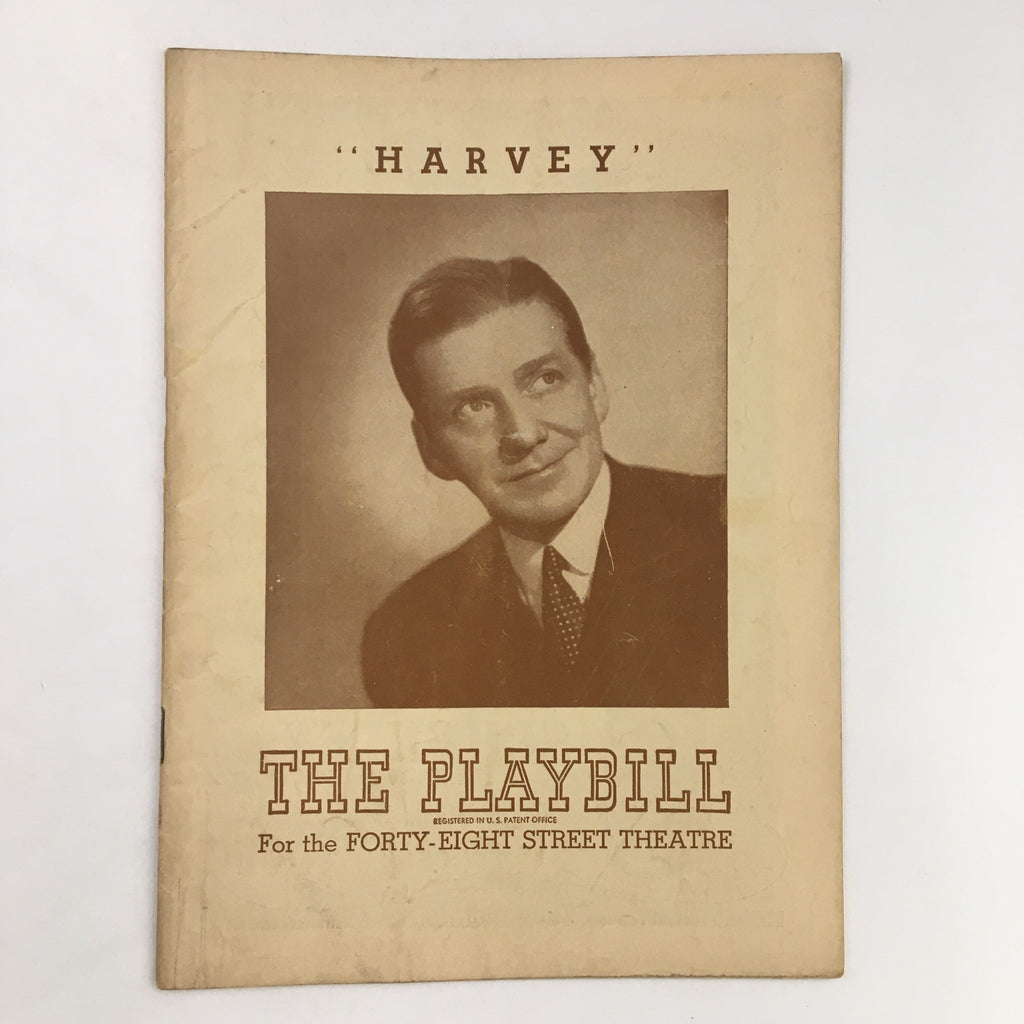 “HARVEY”
THE PLAYBILL
REGISTERED IN U. S. PATENT OFFICE
For the FORTY-EIGHT STREET THEATRE